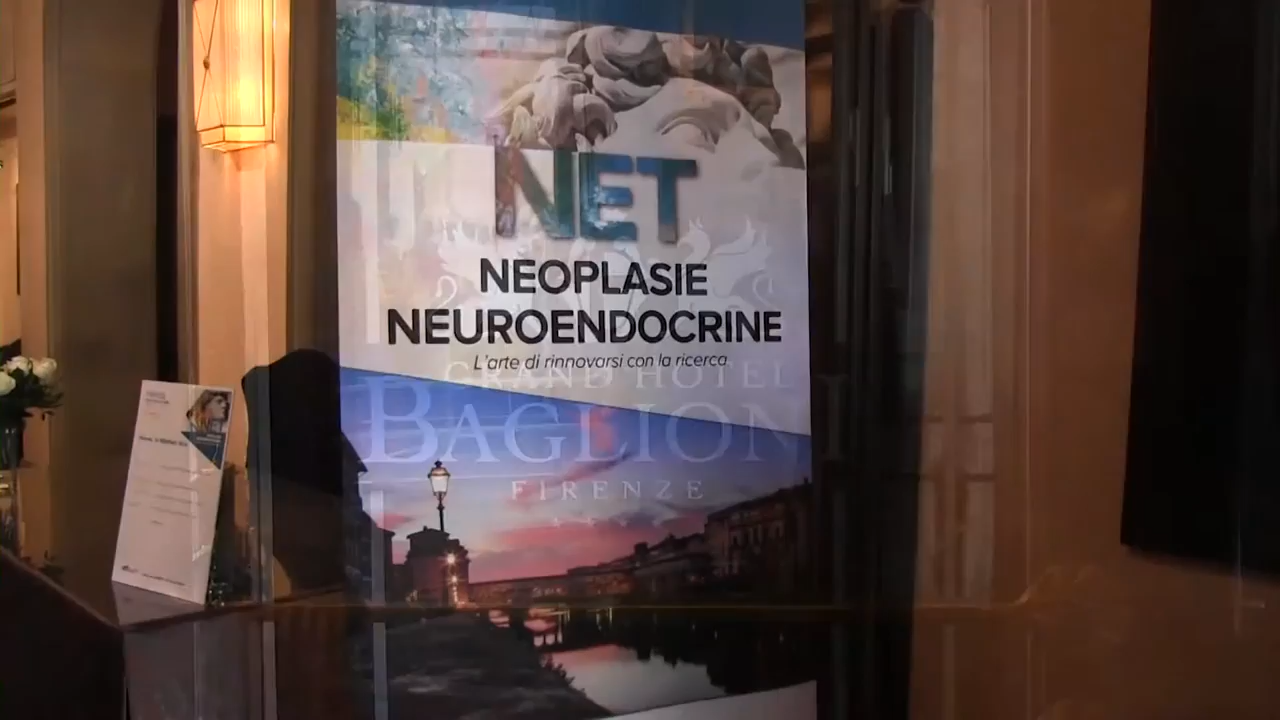 NET
NEOPLASIE
NEUROENDOCRINE
L'arte di rinnovarsi con la ricerca
GRAND HOTEL
BAGLIONI
FIRENZE